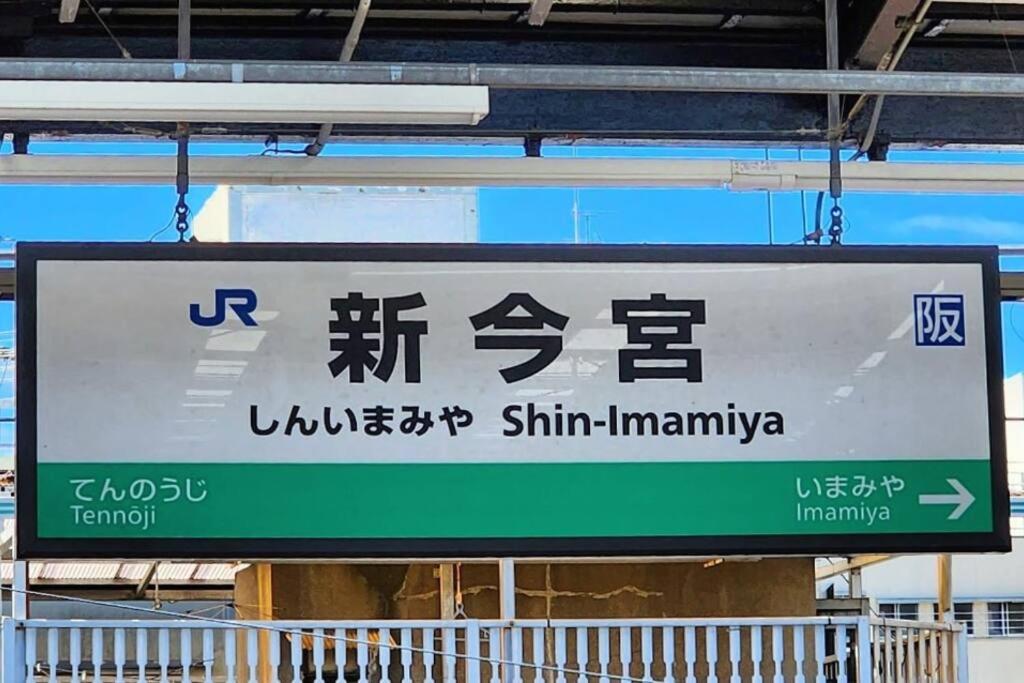 JR 新今宮 阪
しんいまみや Shin-Imamiya
てんのうじ いまみや →
Tennōji Imamiya